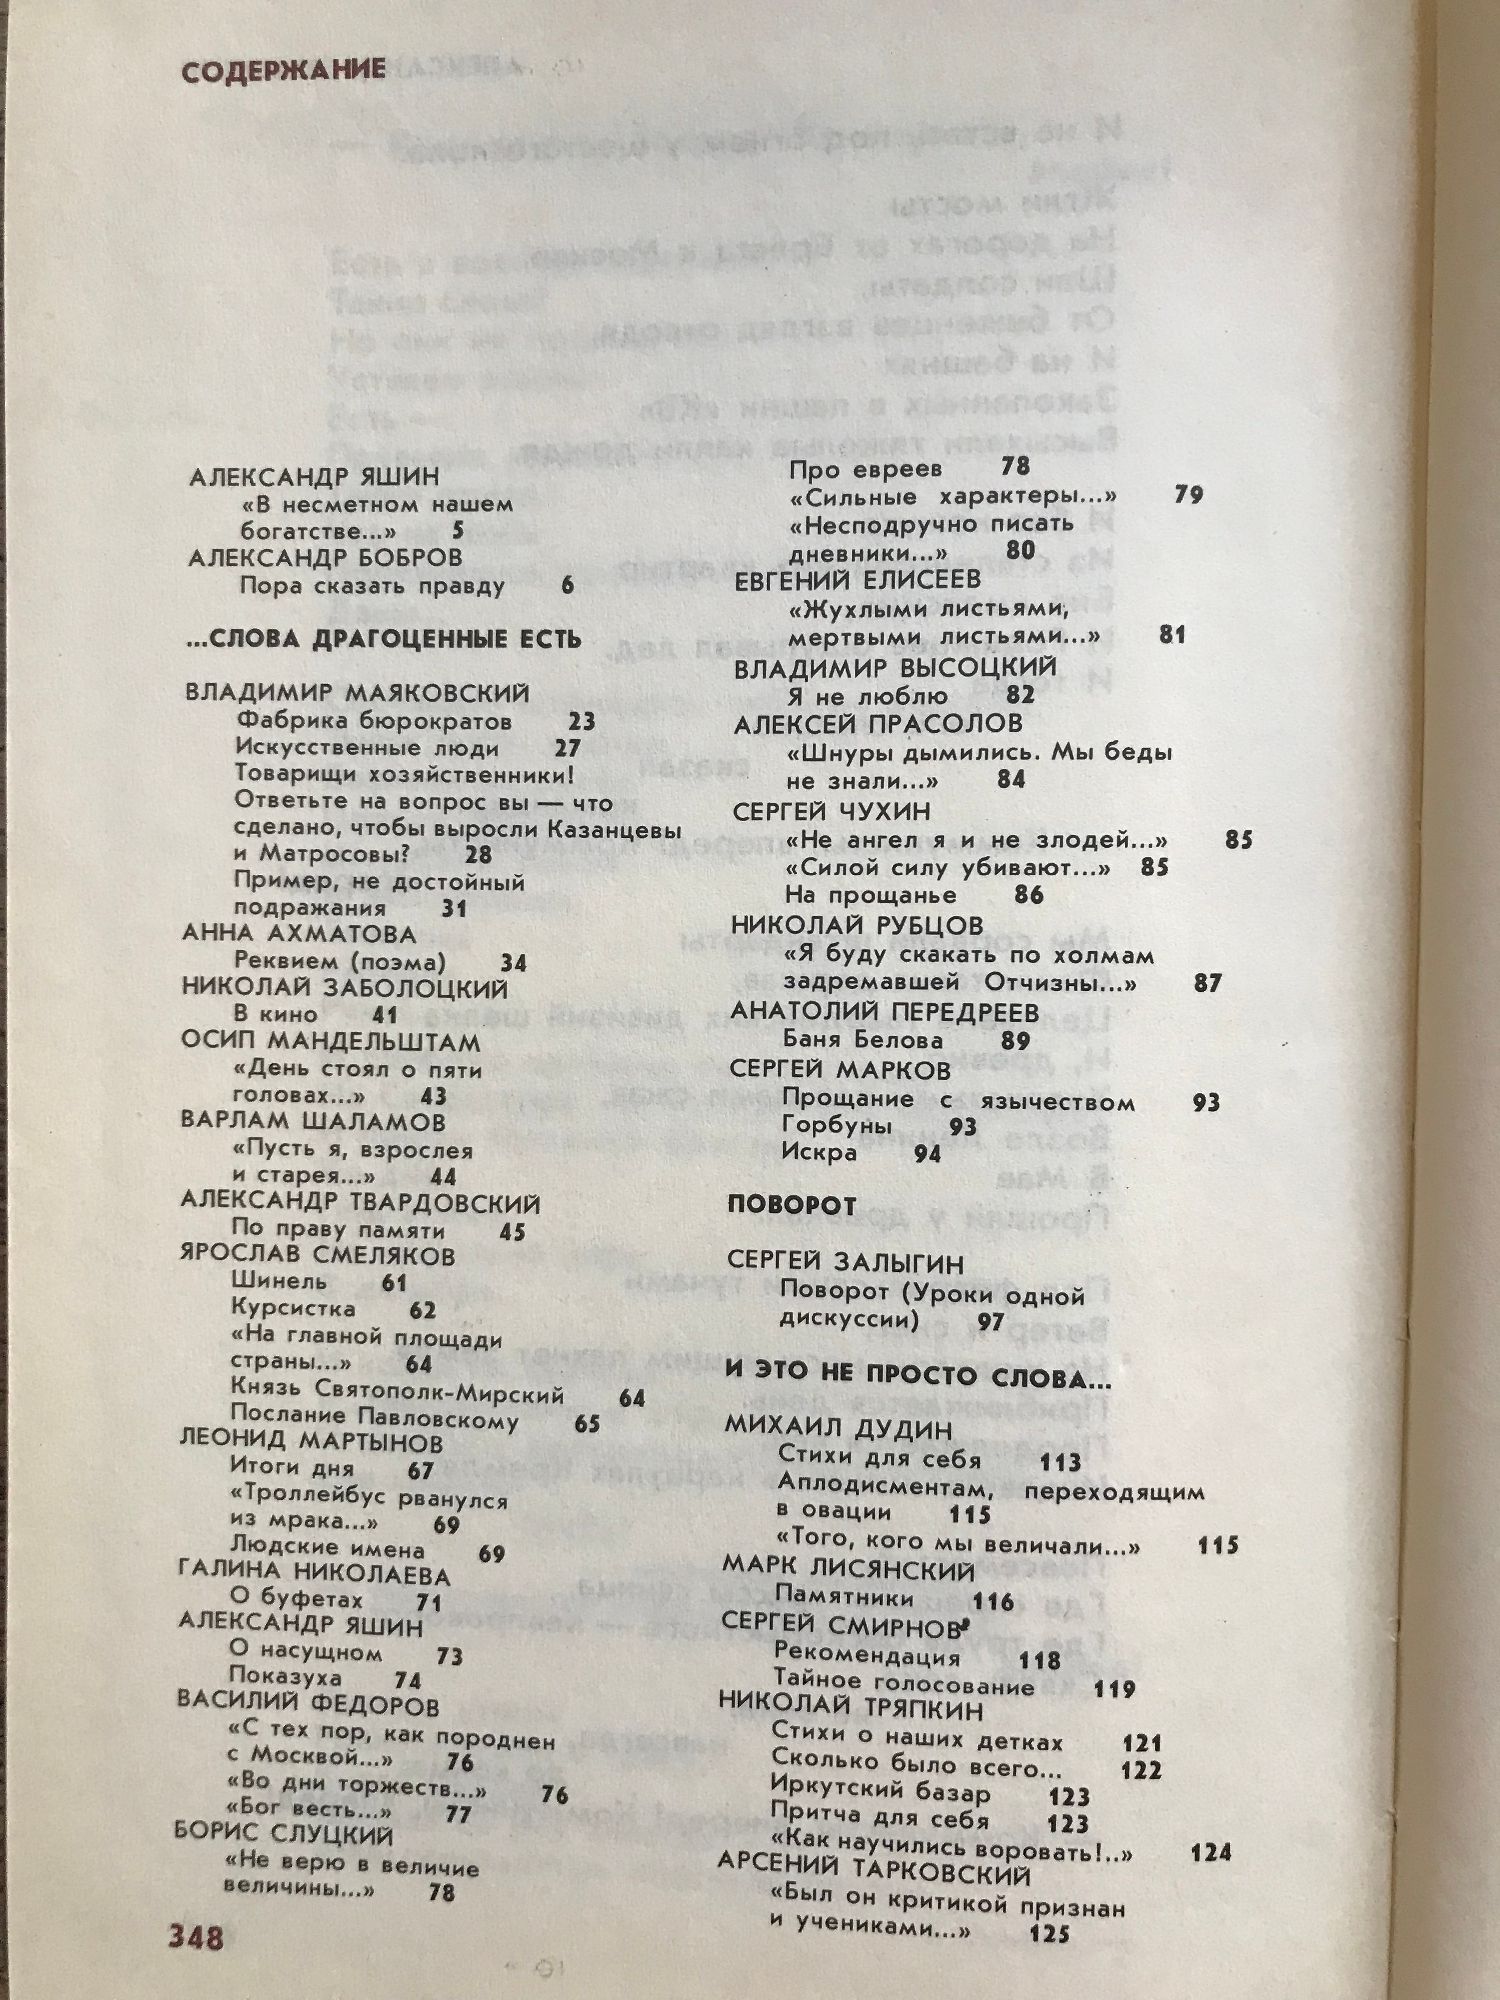 СОДЕРЖАНИЕ
АЛЕКСАНДР ЯШИН
«В несметном нашем
богатстве...» 5
АЛЕКСАНДР БОБРОВ
Пора сказать правду 6
...СЛОВА ДРАГОЦЕННЫЕ ЕСТЬ
ВЛАДИМИР МАЯКОВСКИЙ
Фабрика бюрократов 23
Искусственные люди 27
Товарищи хозяйственники!
Ответьте на вопрос вы — что
сделано, чтобы выросли Казанцевы
и Матросовы? 28
Пример, не достойный
подражания 31
АННА АХМАТОВА
Реквием (поэма) 34
НИКОЛАЙ ЗАБОЛОЦКИЙ
В кино 41
ОСИП МАНДЕЛЬШТАМ
«День стоял о пяти
головах...» 43
ВАРЛАМ ШАЛАМОВ
«Пусть я, взрослея
и старея...» 44
АЛЕКСАНДР ТВАРДОВСКИЙ
По праву памяти 45
ЯРОСЛАВ СМЕЛЯКОВ
Шинель 61
Курсистка 62
«На главной площади
страны...» 64
Князь Святополк-Мирский 64
Послание Павловскому 65
ЛЕОНИД МАРТЫНОВ
Итоги дня 67
«Троллейбус рванулся
из мрака...» 69
Людские имена 69
ГАЛИНА НИКОЛАЕВА
О буфетах 71
АЛЕКСАНДР ЯШИН
О насущном 73
Показуха 74
ВАСИЛИЙ ФЕДОРОВ
«С тех пор, как породнен
с Москвой...» 76
«Во дни торжеств...» 76
«Бог весть...» 77
БОРИС СЛУЦКИЙ
«Не верю в величие
величины...» 78
Про евреев 78
«Сильные характеры...» 79
«Несподручно писать
дневники...» 80
ЕВГЕНИЙ ЕЛИСЕЕВ
«Жухлыми листьями,
мертвыми листьями...» 81
ВЛАДИМИР ВЫСОЦКИЙ
Я не люблю 82
АЛЕКСЕЙ ПРАСОЛОВ
«Шнуры дымились. Мы беды
не знали...» 84
СЕРГЕЙ ЧУХИН
«Не ангел я и не злодей...» 85
«Силой силу убивают...» 85
На прощанье 86
НИКОЛАЙ РУБЦОВ
«Я буду скакать по холмам
задремавшей Отчизны...» 87
АНАТОЛИЙ ПЕРЕДРЕЕВ
Баня Белова 89
СЕРГЕЙ МАРКОВ
Прощание с язычеством 93
Горбуны 93
Искра 94
ПОВОРОТ
СЕРГЕЙ ЗАЛЫГИН
Поворот (Уроки одной
дискуссии) 97
И ЭТО НЕ ПРОСТО СЛОВА...
МИХАИЛ ДУДИН
Стихи для себя 113
Аплодисментам, переходящим
в овации 115
«Того, кого мы величали...» 115
МАРК ЛИСЯНСКИЙ
Памятники 116
СЕРГЕЙ СМИРНОВ
Рекомендация 118
Тайное голосование 119
НИКОЛАЙ ТРЯПКИН
Стихи о наших детках 121
Сколько было всего... 122
Иркутский базар 123
Притча для себя 123
«Как научились воровать!..» 124
АРСЕНИЙ ТАРКОВСКИЙ
«Был он критикой признан
и учениками...» 125
348